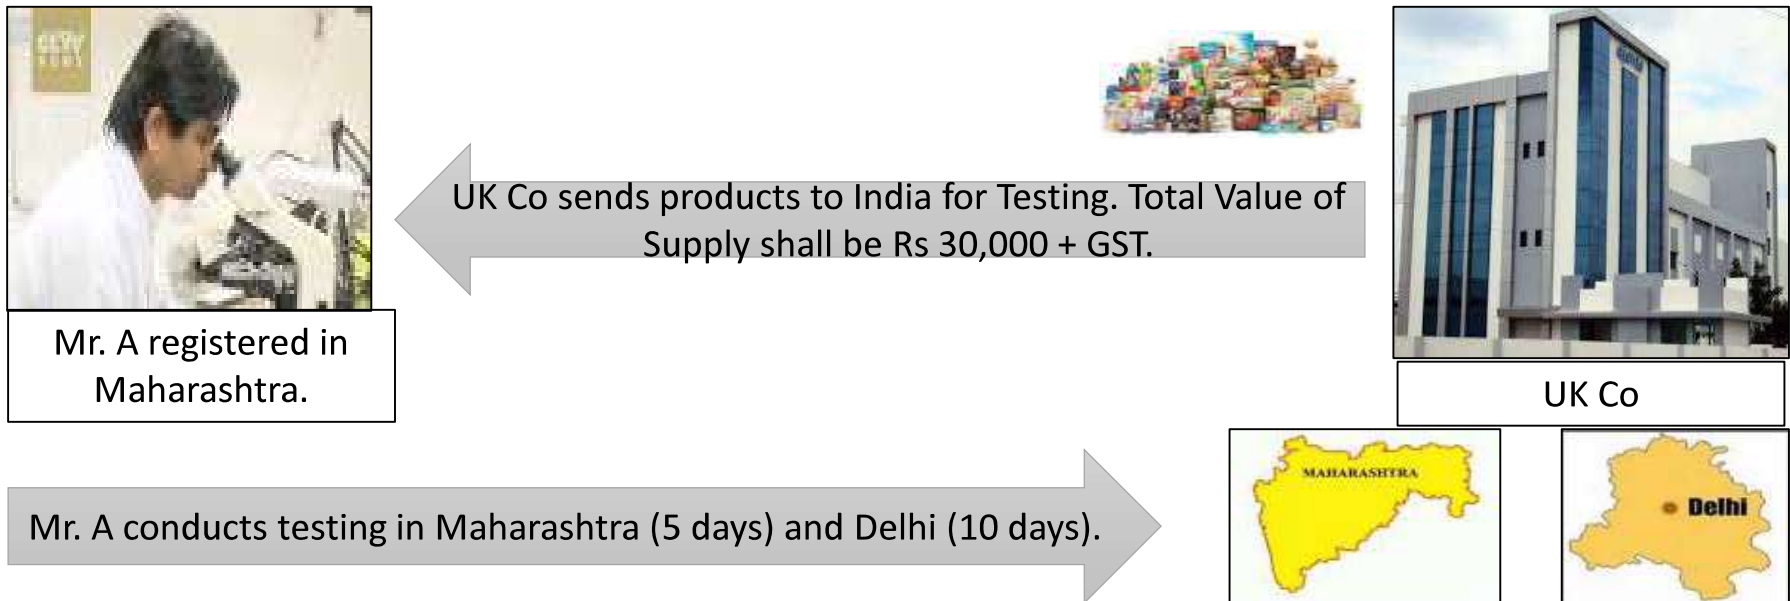 UK Co sends products to India for Testing. Total Value of
Supply shall be Rs 30,000 + GST.
Mr. A registered in
Maharashtra.
UK Co
Mr. A conducts testing in Maharashtra (5 days) and Delhi (10 days).
MAHARASHTRA
Delhi